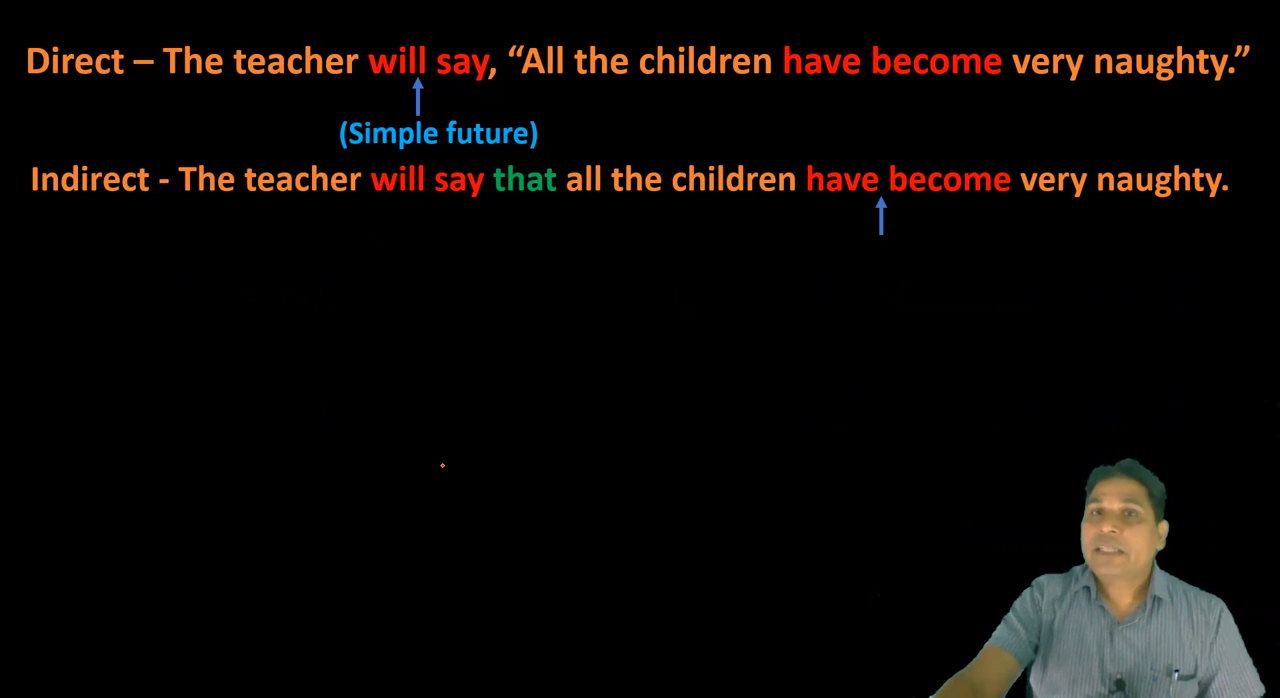 Direct – The teacher will say, “All the children have become very naughty.”
(Simple future)
Indirect - The teacher will say that all the children have become very naughty.